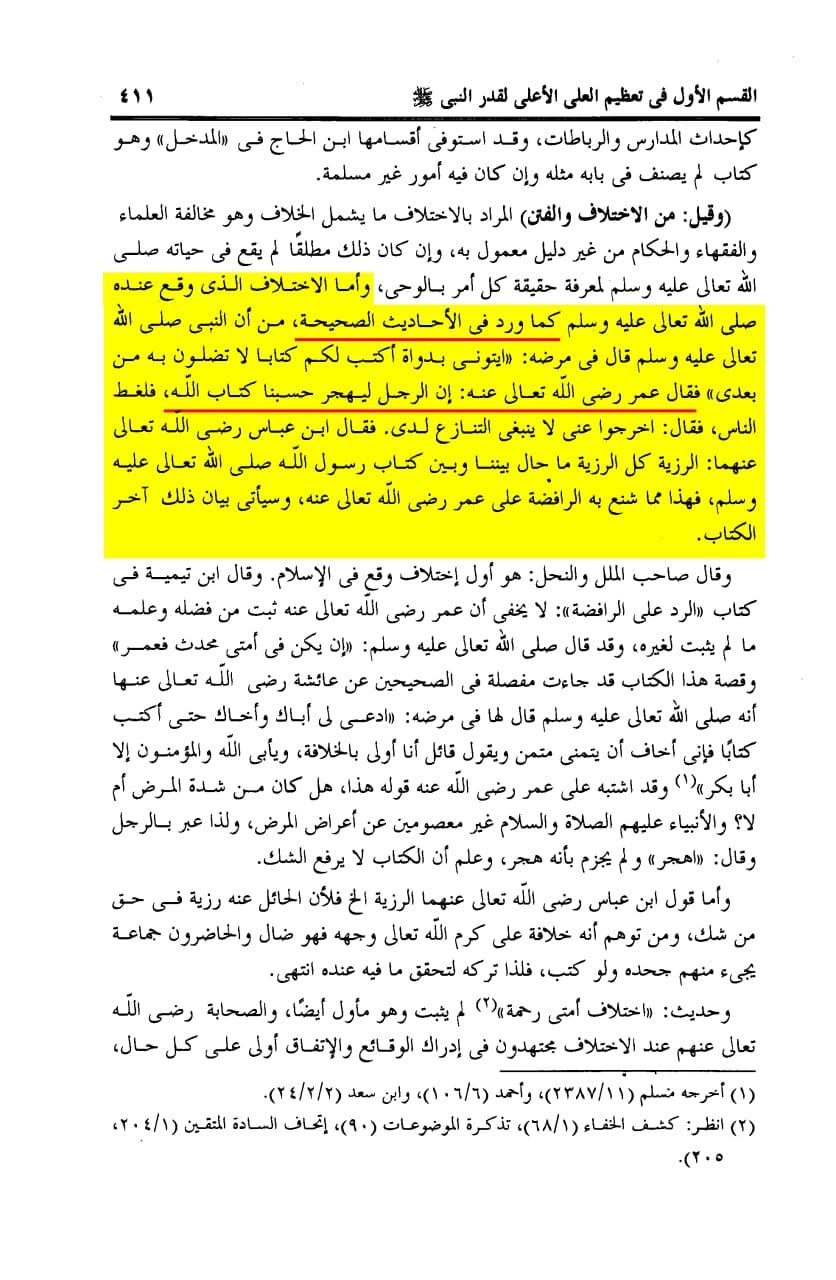 القسم الأول فى تعظيم العلى الأعلى لقدر النبى ﷺ ٤١١
كإحداث المدارس والرباطات، وقد استوفى أقسامها ابن الحاج فى «المدخل» وهو
كتاب لم يصنف فى بابه مثله وإن كان فيه أمور غير مسلمة.
(وقيل: من الاختلاف والفتن) المراد بالاختلاف ما يشمل الخلاف وهو مخالفة العلماء
والفقهاء والحكام من غير دليل معمول به، وإن كان ذلك مطلقًا لم يقع فى حياته صلى
الله تعالى عليه وسلم لمعرفة حقيقة كل أمر بالوحى، وأما الاختلاف الذى وقع عنده
صلى الله تعالى عليه وسلم كما ورد فى الأحاديث الصحيحة، من أن النبى صلى الله
تعالى عليه وسلم قال فى مرضه: «ايتونى بدواة أكتب لكم كتابا لا تضلون به من
بعدى» فقال عمر رضى الله تعالى عنه: إن الرجل ليهجر حسبنا كتاب الله، فلغط
الناس، فقال: اخرجوا عنى لا ينبغى التنازع لدى. فقال ابن عباس رضى الله تعالى
عنهما: الرزية كل الرزية ما حال بيننا وبين كتاب رسول الله صلى الله تعالى عليه
وسلم، فهذا مما شنع به الرافضة على عمر رضى الله تعالى عنه، وسيأتى بيان ذلك آخر
الكتاب.
وقال صاحب الملل والنحل: هو أول إختلاف وقع فى الإسلام. وقال ابن تيمية فى
كتاب «الرد على الرافضة»: لا يخفى أن عمر رضى الله تعالى عنه ثبت من فضله وعلمه
ما لم يثبت لغيره، وقد قال صلى الله تعالى عليه وسلم: «إن يكن فى أمتى محدث فعمر»
وقصة هذا الكتاب قد جاءت مفصلة فى الصحيحين عن عائشة رضى الله تعالى عنها
أنه صلى الله تعالى عليه وسلم قال لها فى مرضه: «ادعى لى أباك وأخاك حتى أكتب
كتابًا فإنى أخاف أن يتمنى متمن ويقول قائل أنا أولى بالخلافة، ويأبى الله والمؤمنون إلا
أبا بكر»(١) وقد اشتبه على عمر رضى الله عنه قوله هذا، هل كان من شدة المرض أم
لا؟ والأنبياء عليهم الصلاة والسلام غير معصومين عن أعراض المرض، ولذا عبر بالرجل
وقال: «اهجر» ولم يجزم بأنه هجر، وعلم أن الكتاب لا يرفع الشك.
وأما قول ابن عباس رضى الله تعالى عنهما الرزية الخ فلأن الحائل عنه رزية فى حق
من شك، ومن توهم أنه خلافة على كرم الله تعالى وجهه فهو ضال والحاضرون جماعة
يجىء منهم جحده ولو كتب، فلذا تركه لتحقق ما فيه عنده انتهى.
وحديث: «اختلاف أمتى رحمة»(٢) لم يثبت وهو مأول أيضًا، والصحابة رضى الله
تعالى عنهم عند الاختلاف مجتهدون فى إدراك الوقائع والإتفاق أولى على كل حال،
(١) أخرجه مسلم (٢٣٨٧/١١)، وأحمد (١٠٦/٦)، وابن سعد (٢٤/٢/٢).
(٢) انظر: كشف الخفاء (٦٨/١)، تذكرة الموضوعات (٩٠)، إتحاف السادة المتقين (٢٠٤/١،
٢٠٥).